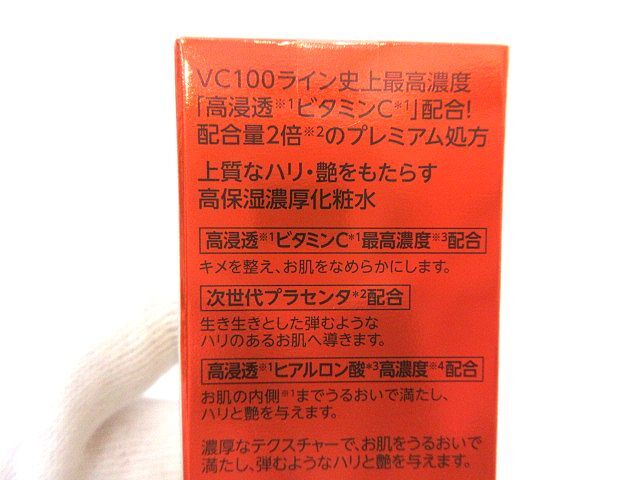 VC100ライン史上最高濃度
「高浸透※1ビタミンC*1」配合!
配合量2倍※2のプレミアム処方
上質なハリ・艶をもたらす
高保湿濃厚化粧水
高浸透※1ビタミンC*1最高濃度※3配合
キメを整え、お肌をなめらかにします。
次世代プラセンタ*2配合
生き生きとした弾むような
ハリのあるお肌へ導きます。
高浸透※1ヒアルロン酸*3高濃度※4配合
お肌の内側※1までうるおいで満たし、
ハリと艶を与えます。
濃厚なテクスチャーで、お肌をうるおいで
満たし、弾むようなハリと艶を与えます。